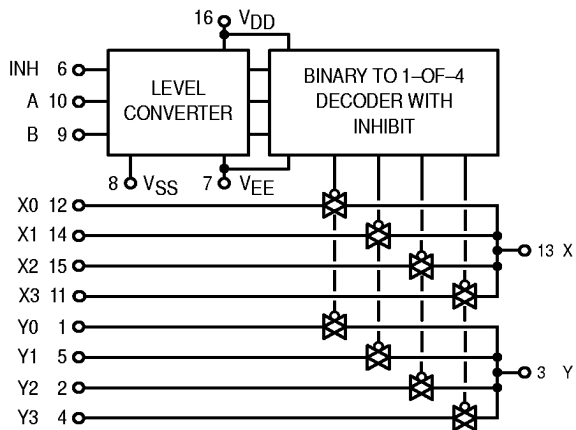 16 VDD
INH 6
A 10
B 9
LEVEL
CONVERTER
BINARY TO 1–OF–4
DECODER WITH
INHIBIT
8 VSS
7 VEE
X0 12
X1 14
X2 15
X3 11
13 X
Y0 1
Y1 5
Y2 2
Y3 4
3 Y